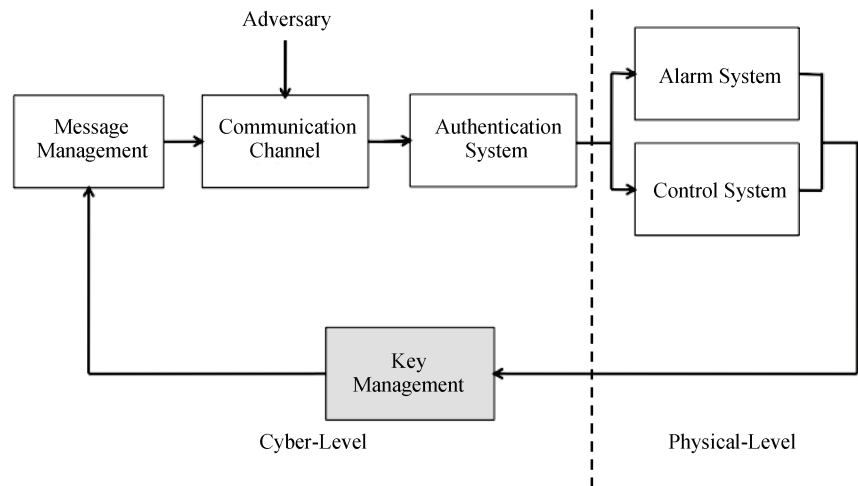 Adversary
Message
Management
Communication
Channel
Authentication
System
Alarm System
Control System
Key
Management
Cyber-Level
Physical-Level